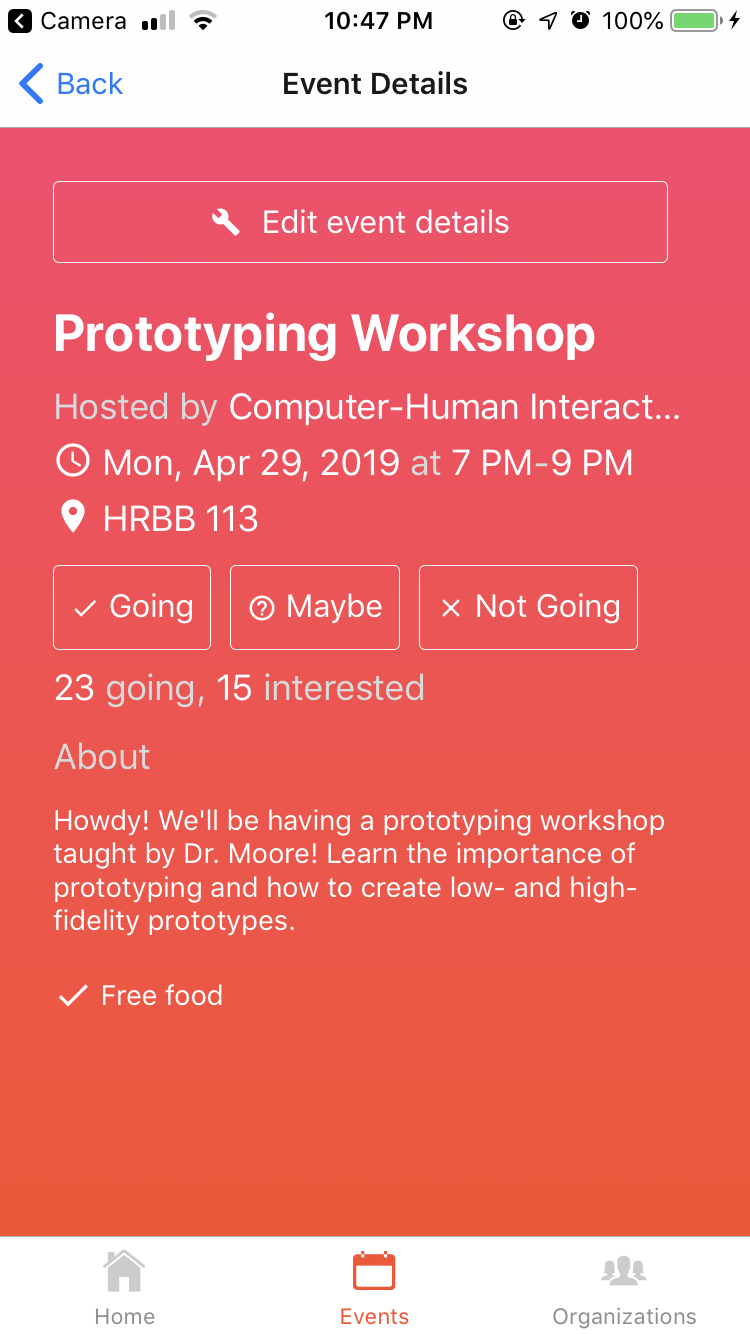 Camera 10:47 PM 100%
Back Event Details
Edit event details
Prototyping Workshop
Hosted by Computer-Human Interact...
Mon, Apr 29, 2019 at 7 PM-9 PM
HRBB 113
Going Maybe Not Going
23 going, 15 interested
About
Howdy! We'll be having a prototyping workshop
taught by Dr. Moore! Learn the importance of
prototyping and how to create low- and high-
fidelity prototypes.
Free food
Home Events Organizations